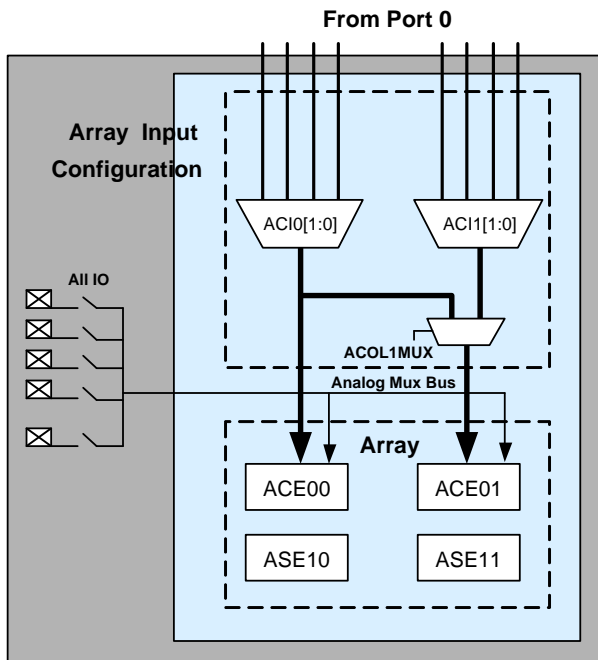 From Port 0
Array Input
Configuration
ACI0[1:0]
ACI1[1:0]
All IO
ACOL1MUX
Analog Mux Bus
Array
ACE00
ACE01
ASE10
ASE11